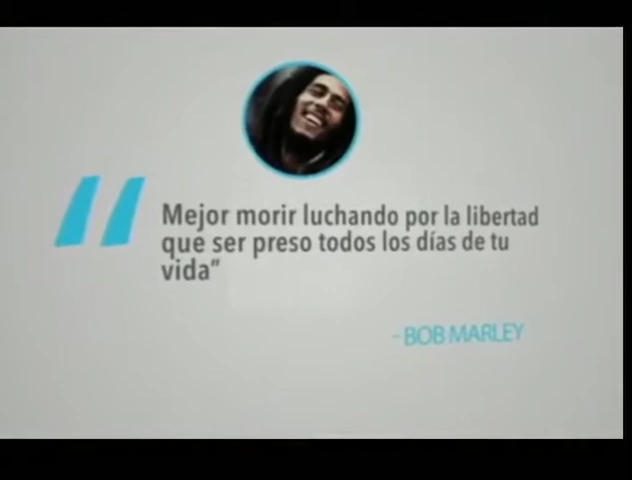 “
Mejor morir luchando por la libertad
que ser preso todos los días de tu
vida”
- BOB MARLEY